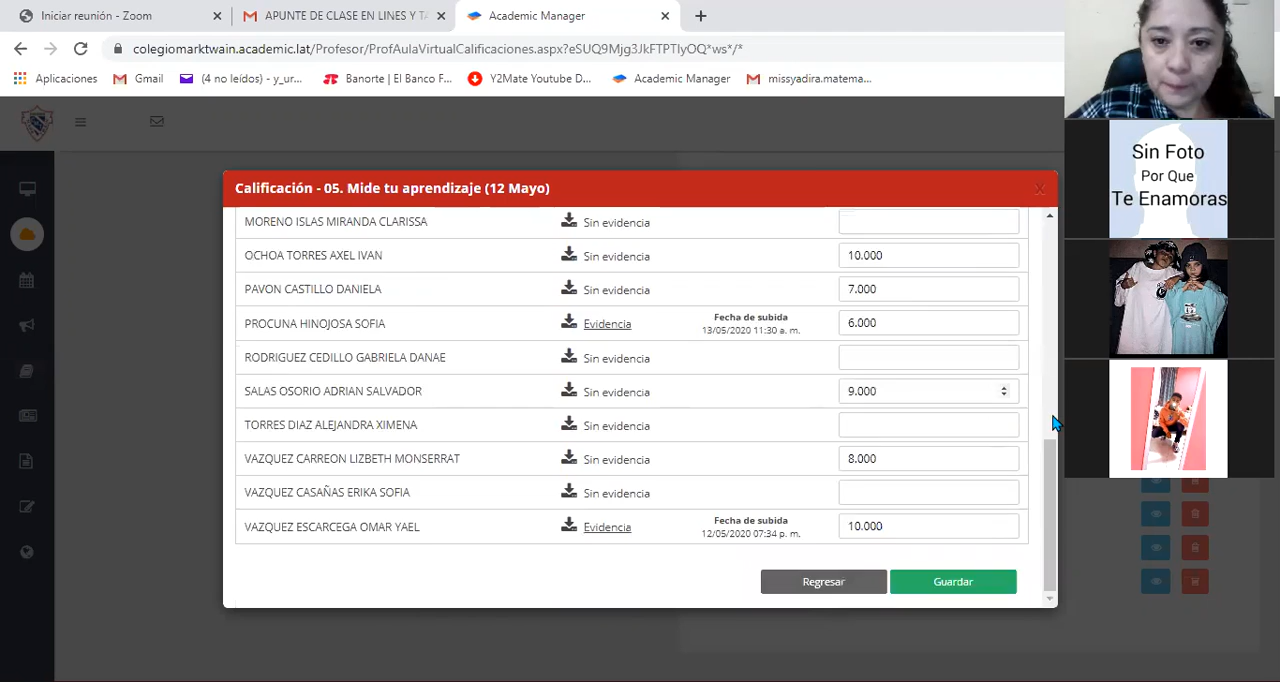 Iniciar reunión - Zoom
APUNTE DE CLASE EN LINES Y TA
Academic Manager
colegiomarktwain.academic.lat/Profesor/ProfAulaVirtualCalificaciones.aspx?eSUQ9Mjg3JkFTPTIyOQ*ws*/*
Aplicaciones
Gmail
(4 no leídos) - y_ur...
Banorte | El Banco F...
Y2Mate Youtube D...
Academic Manager
missyadira.matema...
Calificación - 05. Mide tu aprendizaje (12 Mayo)
MORENO ISLAS MIRANDA CLARISSA Sin evidencia
OCHOA TORRES AXEL IVAN Sin evidencia 10.000
PAVON CASTILLO DANIELA Sin evidencia 7.000
PROCUNA HINOJOSA SOFIA Evidencia Fecha de subida 13/05/2020 11:30 a. m. 6.000
RODRIGUEZ CEDILLO GABRIELA DANAE Sin evidencia
SALAS OSORIO ADRIAN SALVADOR Sin evidencia 9.000
TORRES DIAZ ALEJANDRA XIMENA Sin evidencia
VAZQUEZ CARREON LIZBETH MONSERRAT Sin evidencia 8.000
VAZQUEZ CASAÑAS ERIKA SOFIA Sin evidencia
VAZQUEZ ESCARCEGA OMAR YAEL Evidencia Fecha de subida 12/05/2020 07:34 p. m. 10.000
Regresar Guardar
Sin Foto
Por Que
Te Enamoras